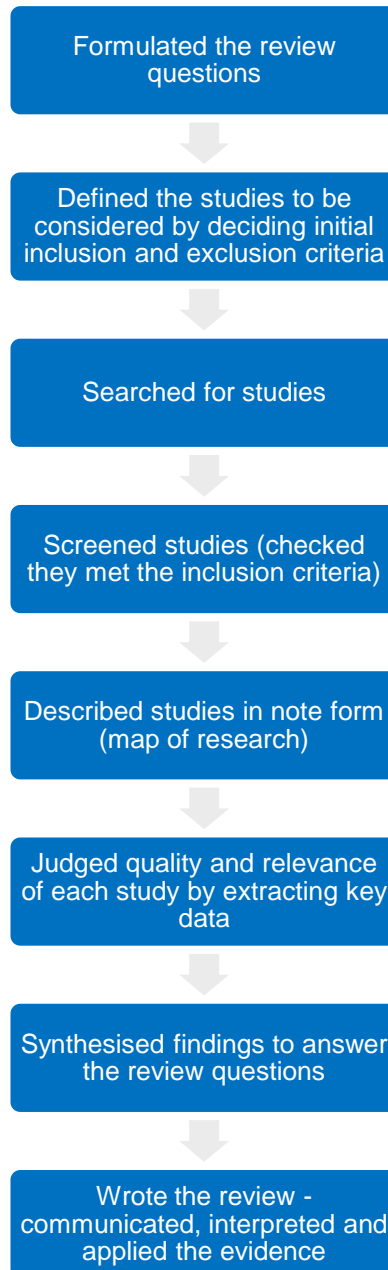 Formulated the review
questions
Defined the studies to be
considered by deciding initial
inclusion and exclusion criteria
Searched for studies
Screened studies (checked
they met the inclusion criteria)
Described studies in note form
(map of research)
Judged quality and relevance
of each study by extracting key
data
Synthesised findings to answer
the review questions
Wrote the review -
communicated, interpreted and
applied the evidence